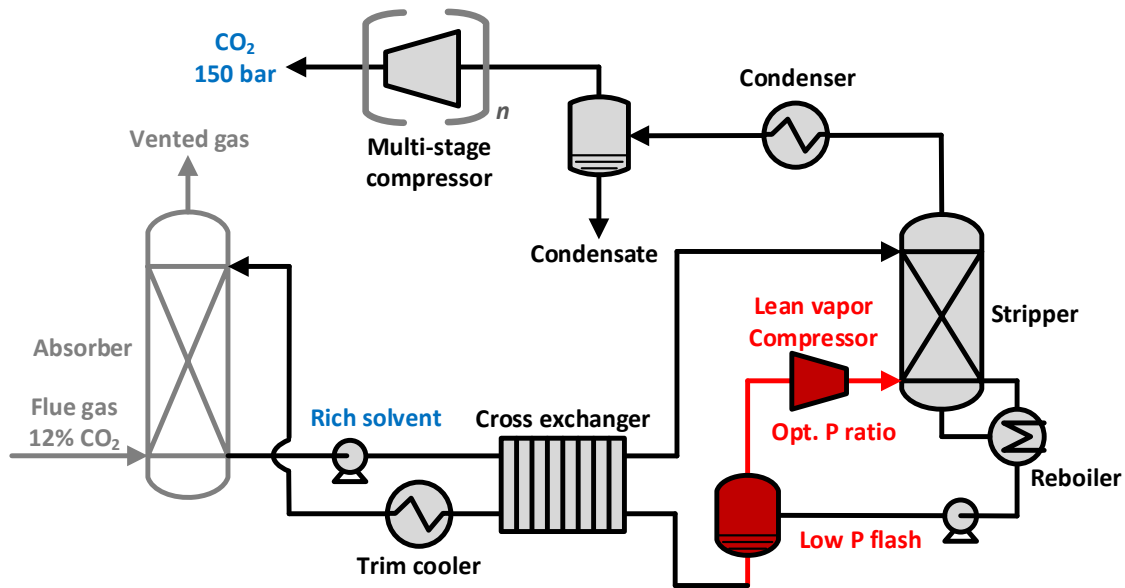 CO₂
150 bar
n
Multi-stage
compressor
Condenser
Vented gas
Condensate
Absorber
Flue gas
12% CO₂
Rich solvent
Cross exchanger
Trim cooler
Lean vapor
Compressor
Opt. P ratio
Low P flash
Stripper
Reboiler